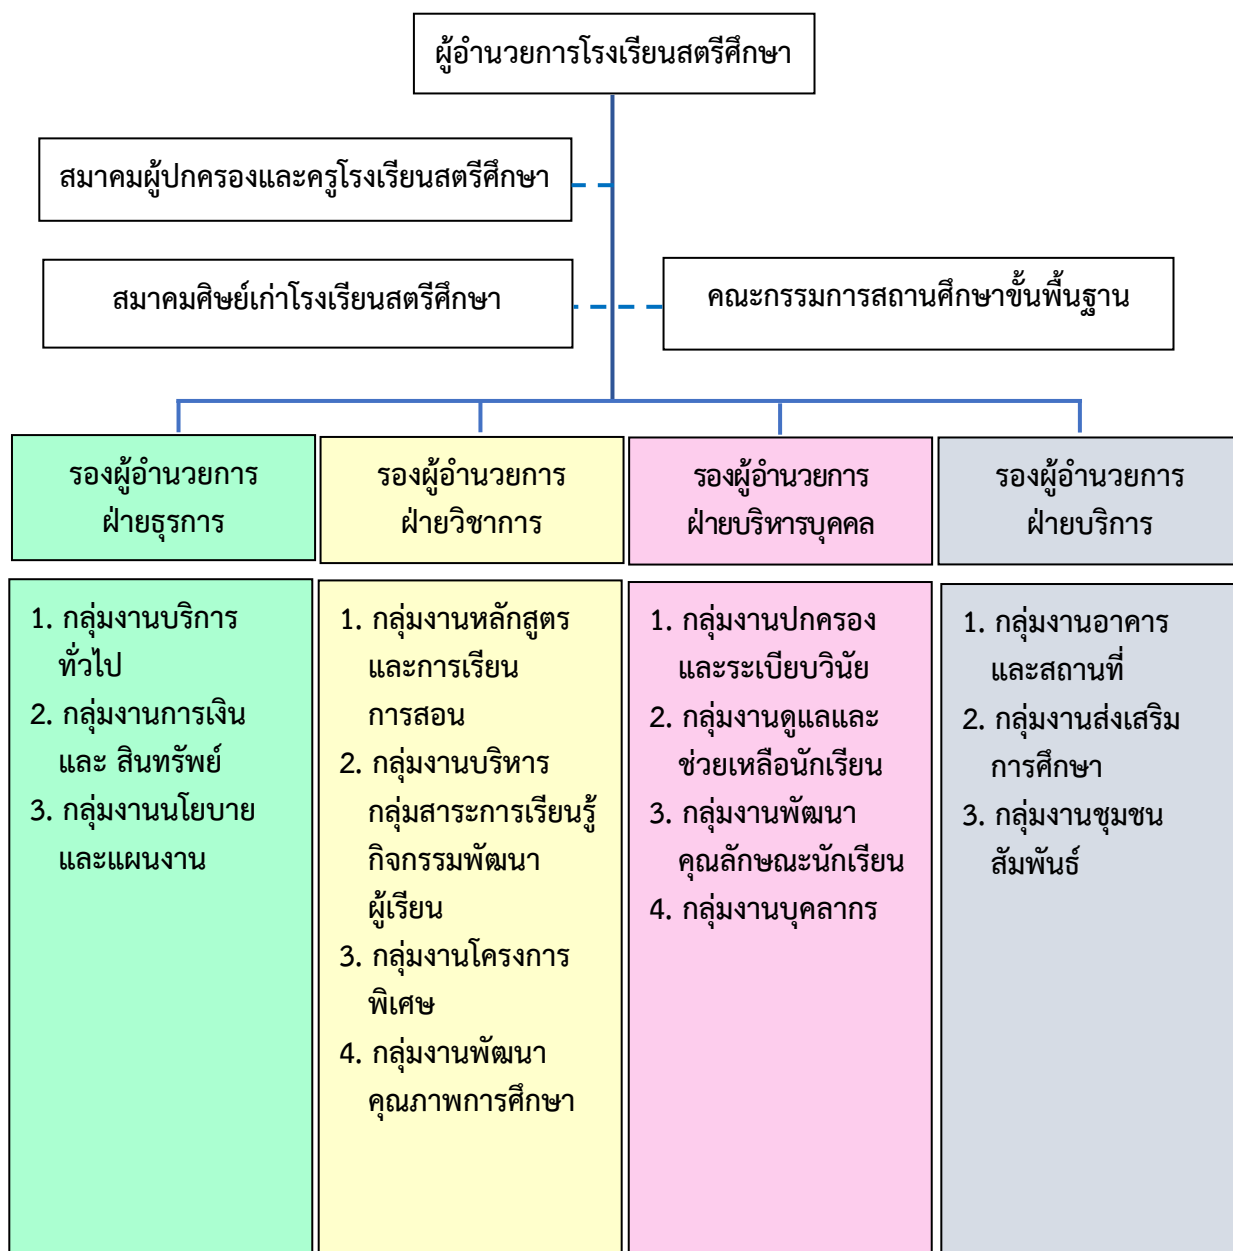 ผู้อำนวยการโรงเรียนสตรีศึกษา
สมาคมผู้ปกครองและครูโรงเรียนสตรีศึกษา
สมาคมศิษย์เก่าโรงเรียนสตรีศึกษา
คณะกรรมการสถานศึกษาขั้นพื้นฐาน
รองผู้อำนวยการ
ฝ่ายธุรการ
1. กลุ่มงานบริการ
ทั่วไป
2. กลุ่มงานการเงิน
และ สินทรัพย์
3. กลุ่มงานนโยบาย
และแผนงาน
รองผู้อำนวยการ
ฝ่ายวิชาการ
1. กลุ่มงานหลักสูตร
และการเรียน
การสอน
2. กลุ่มงานบริหาร
กลุ่มสาระการเรียนรู้
กิจกรรมพัฒนา
ผู้เรียน
3. กลุ่มงานโครงการ
พิเศษ
4. กลุ่มงานพัฒนา
คุณภาพการศึกษา
รองผู้อำนวยการ
ฝ่ายบริหารบุคคล
1. กลุ่มงานปกครอง
และระเบียบวินัย
2. กลุ่มงานดูแลและ
ช่วยเหลือนักเรียน
3. กลุ่มงานพัฒนา
คุณลักษณะนักเรียน
4. กลุ่มงานบุคลากร
รองผู้อำนวยการ
ฝ่ายบริการ
1. กลุ่มงานอาคาร
และสถานที่
2. กลุ่มงานส่งเสริม
การศึกษา
3. กลุ่มงานชุมชน
สัมพันธ์